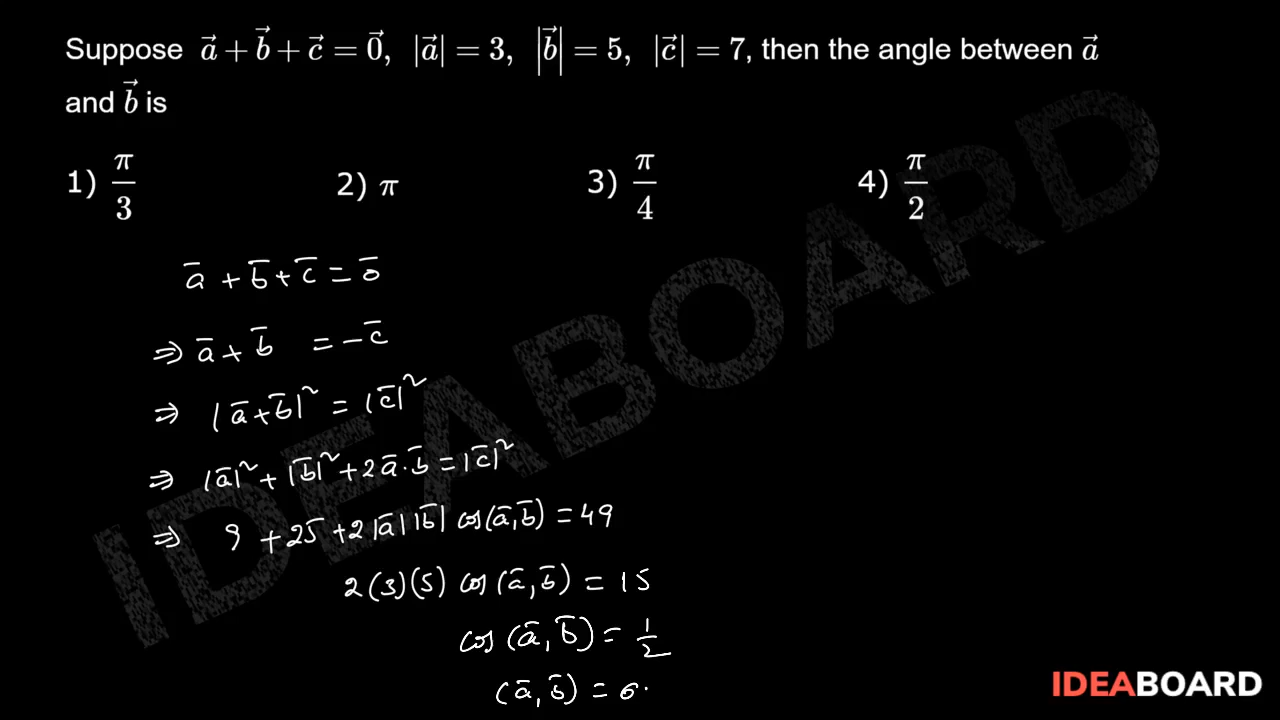 Suppose a⃗ + b⃗ + c⃗ = 0⃗, |a⃗| = 3, |b⃗| = 5, |c⃗| = 7, then the angle between a⃗
and b⃗ is
1) π/3 2) π 3) π/4 4) π/2
a̅ + b̅ + c̅ = 0̅
⇒ a̅ + b̅ = −c̅
⇒ |a̅ + b̅|² = |c̅|²
⇒ |a̅|² + |b̅|² + 2a̅·b̅ = |c̅|²
⇒ 9 + 25 + 2|a̅||b̅| cos(a̅, b̅) = 49
2(3)(5) cos(a̅, b̅) = 15
cos(a̅, b̅) = 1/2
(a̅, b̅) = 6
IDEABOARD
IDEABOARD